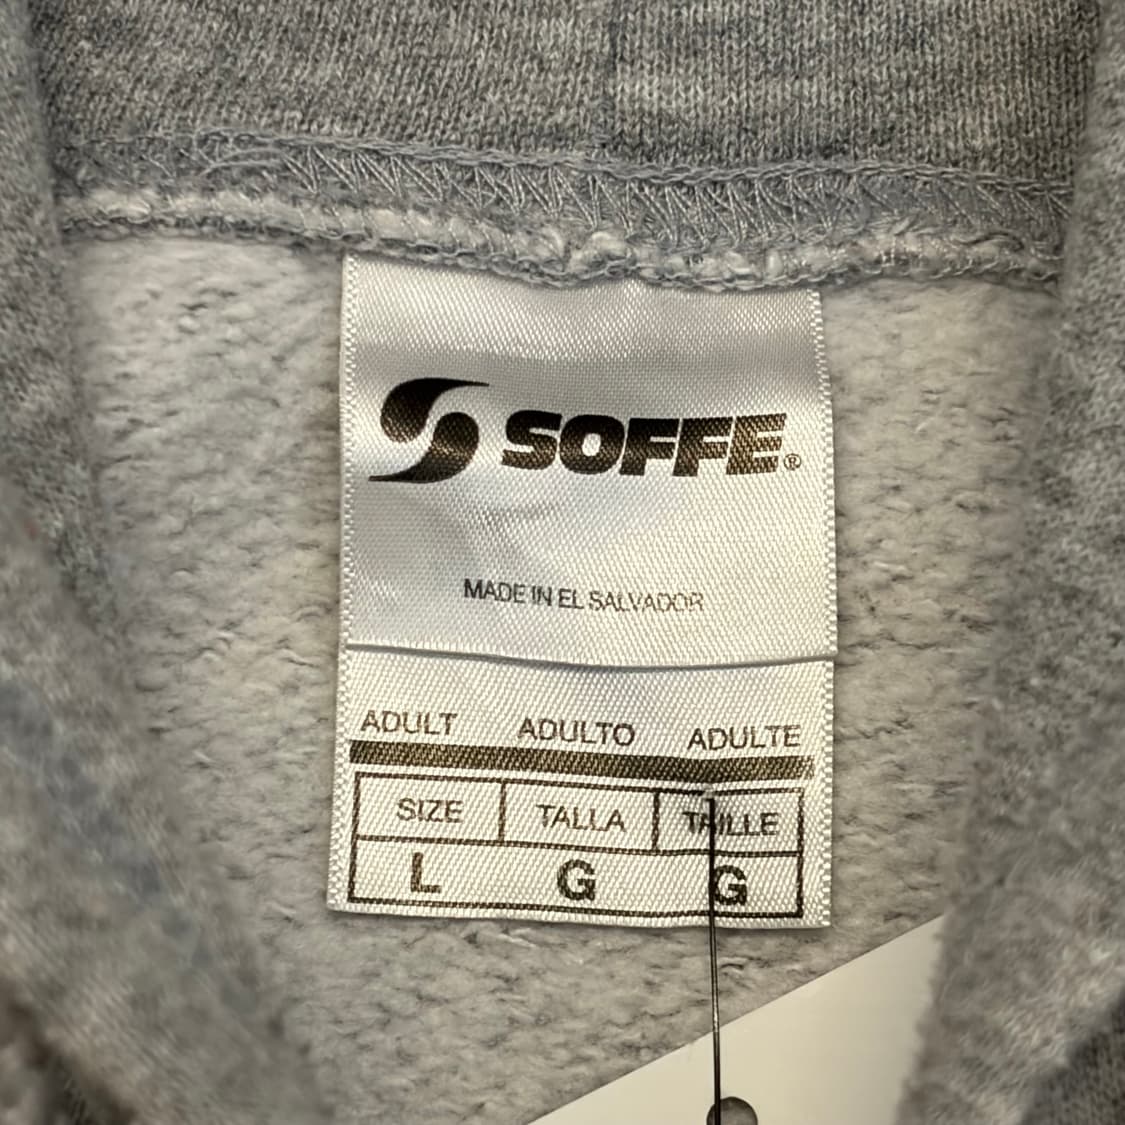 SOFFE®
MADE IN EL SALVADOR
ADULT ADULTO ADULTE
SIZE TALLA TAILLE
L G G